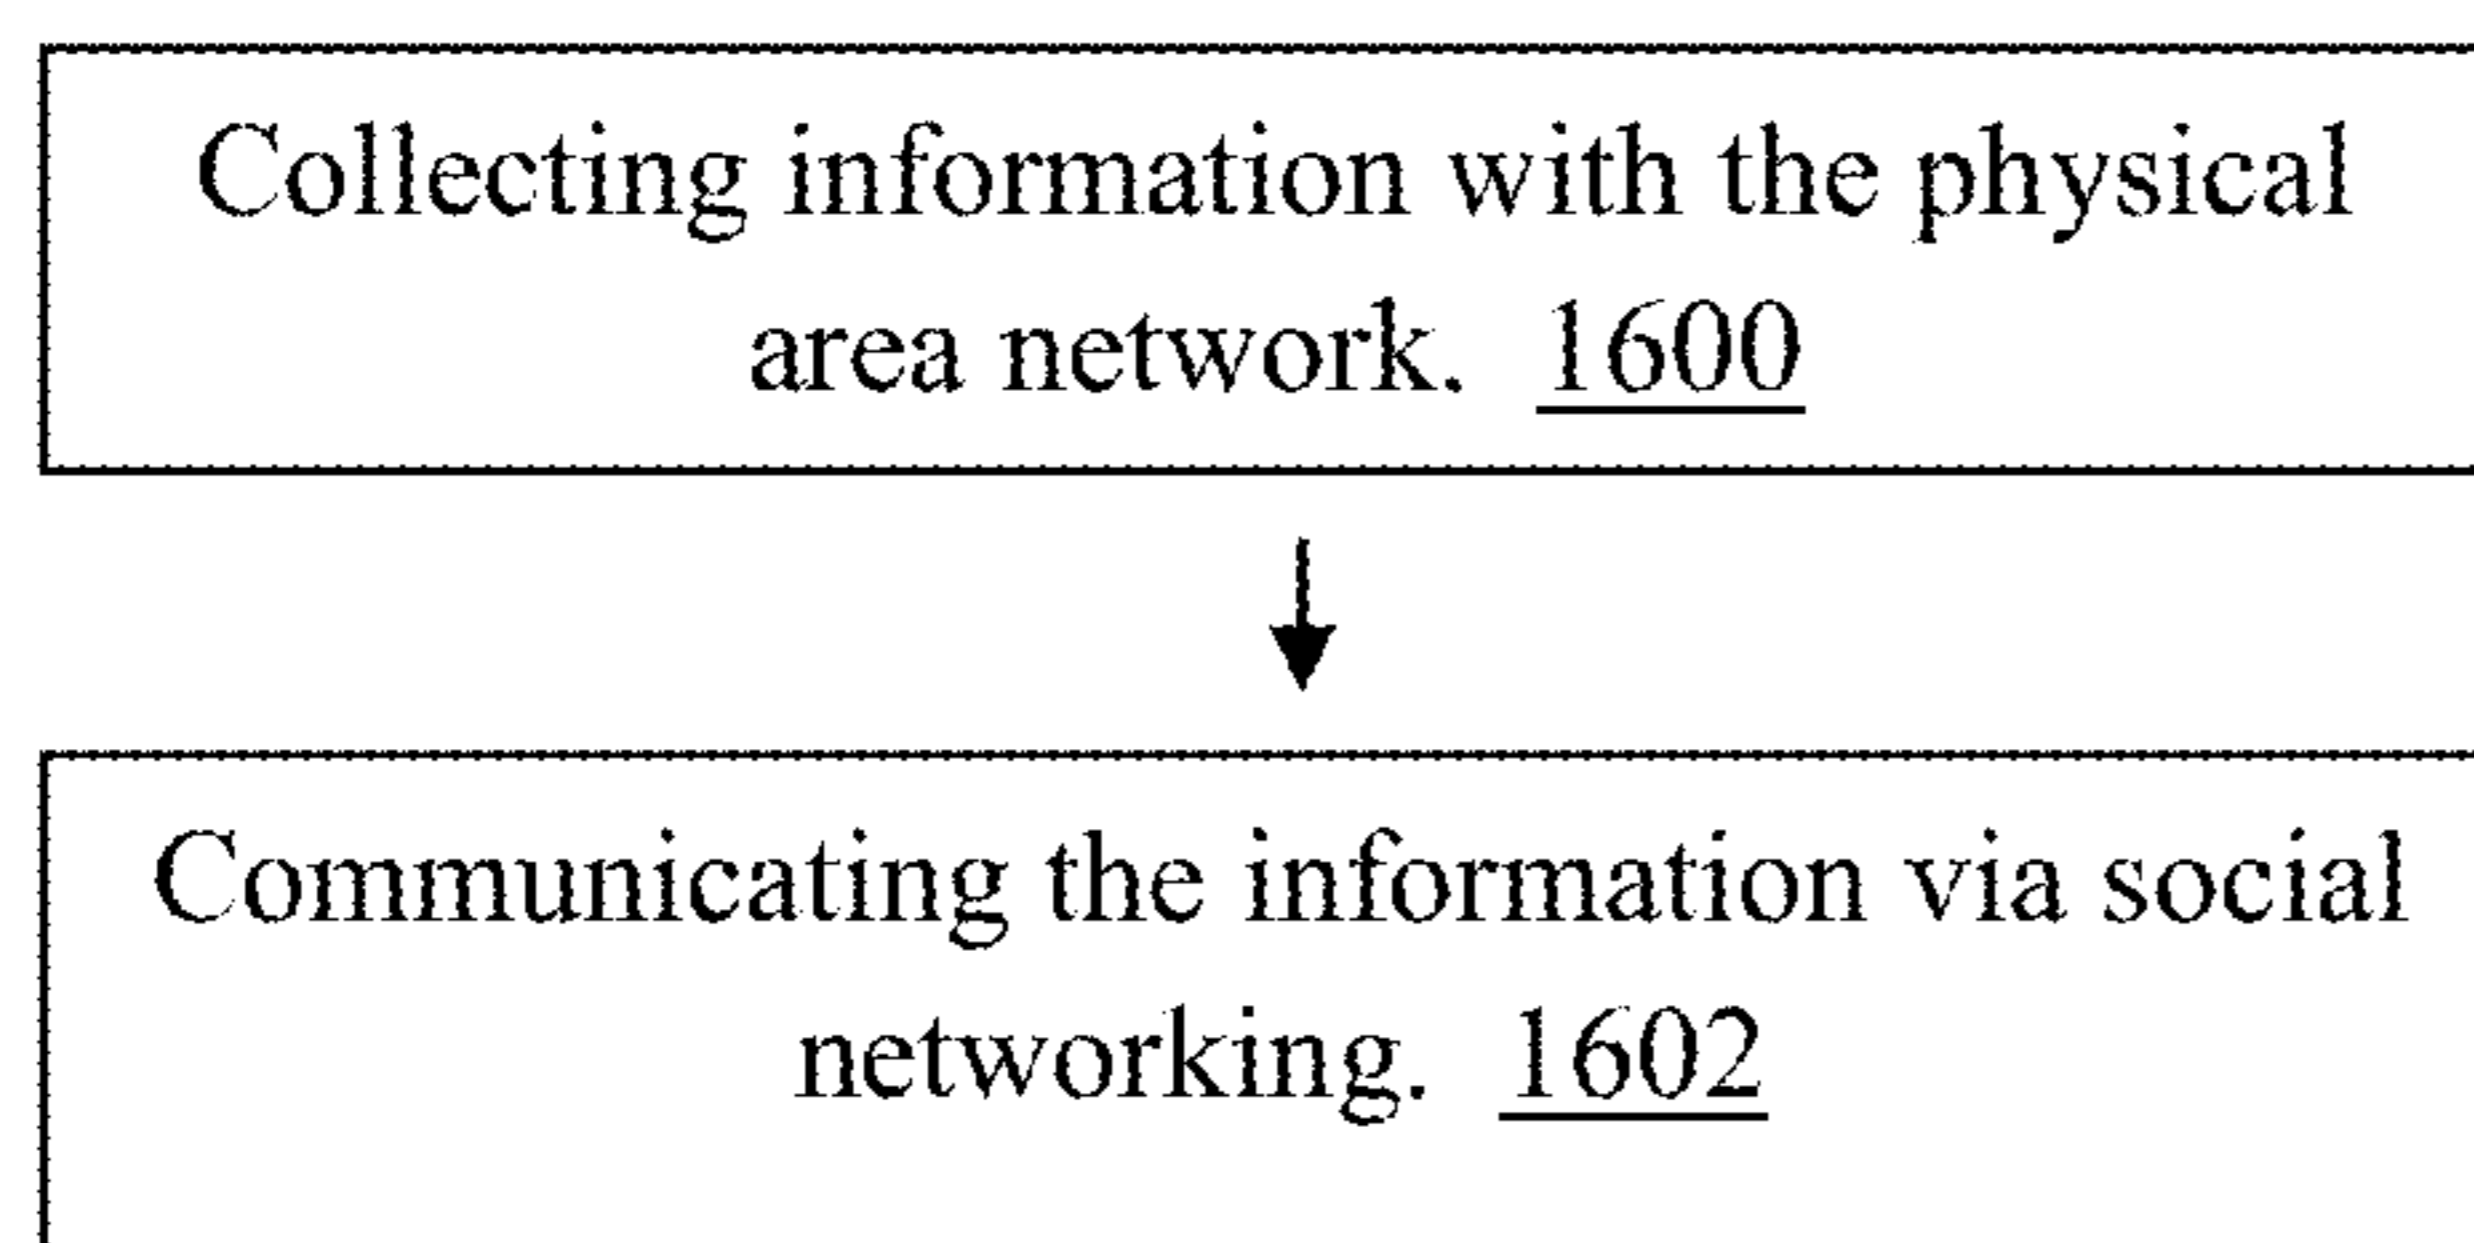 Collecting information with the physical
area network. 1600
Communicating the information via social
networking. 1602